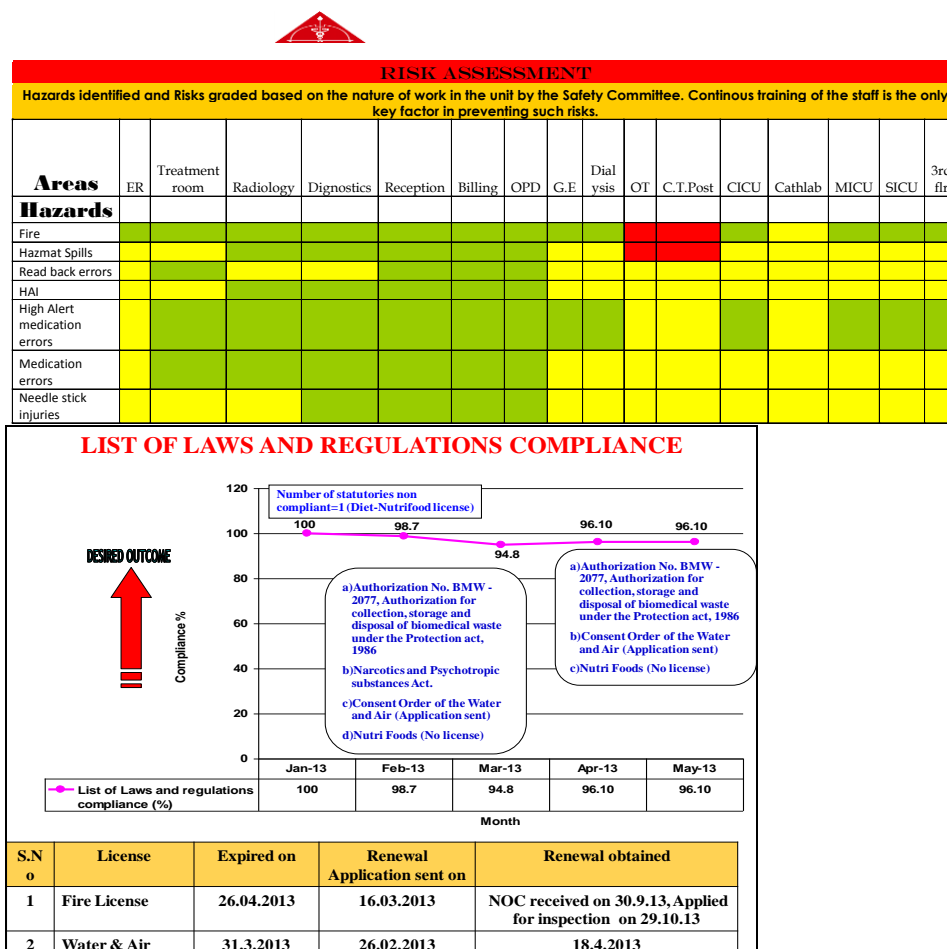 RISK ASSESSMENT
Hazards identified and Risks graded based on the nature of work in the unit by the Safety Committee. Continous training of the staff is the only
key factor in preventing such risks.
Areas ER Treatment room Radiology Dignostics Reception Billing OPD G.E Dial ysis OT C.T.Post CICU Cathlab MICU SICU
Hazards
Fire
Hazmat Spills
Read back errors
HAI
High Alert
medication
errors
Medication
errors
Needle stick
injuries
LIST OF LAWS AND REGULATIONS COMPLIANCE
Number of statutories non
compliant=1 (Diet-Nutrifood license)
120
100
80
60
40
20
0
100 98.7 94.8 96.10 96.10
DESIRED OUTCOME
Compliance %
a)Authorization No. BMW -
2077, Authorization for
collection, storage and
disposal of biomedical waste
under the Protection act,
1986
b)Narcotics and Psychotropic
substances Act.
c)Consent Order of the Water
and Air (Application sent)
d)Nutri Foods (No license)
a)Authorization No. BMW -
2077, Authorization for
collection, storage and
disposal of biomedical waste
under the Protection act, 1986
b)Consent Order of the Water
and Air (Application sent)
c)Nutri Foods (No license)
Jan-13 Feb-13 Mar-13 Apr-13 May-13
List of Laws and regulations
compliance (%)
100 98.7 94.8 96.10 96.10
Month
S.N
o
License Expired on Renewal
Application sent on
Renewal obtained
1 Fire License 26.04.2013 16.03.2013 NOC received on 30.9.13, Applied
for inspection on 29.10.13
2 Water & Air 31.3.2013 26.02.2013 18.4.2013